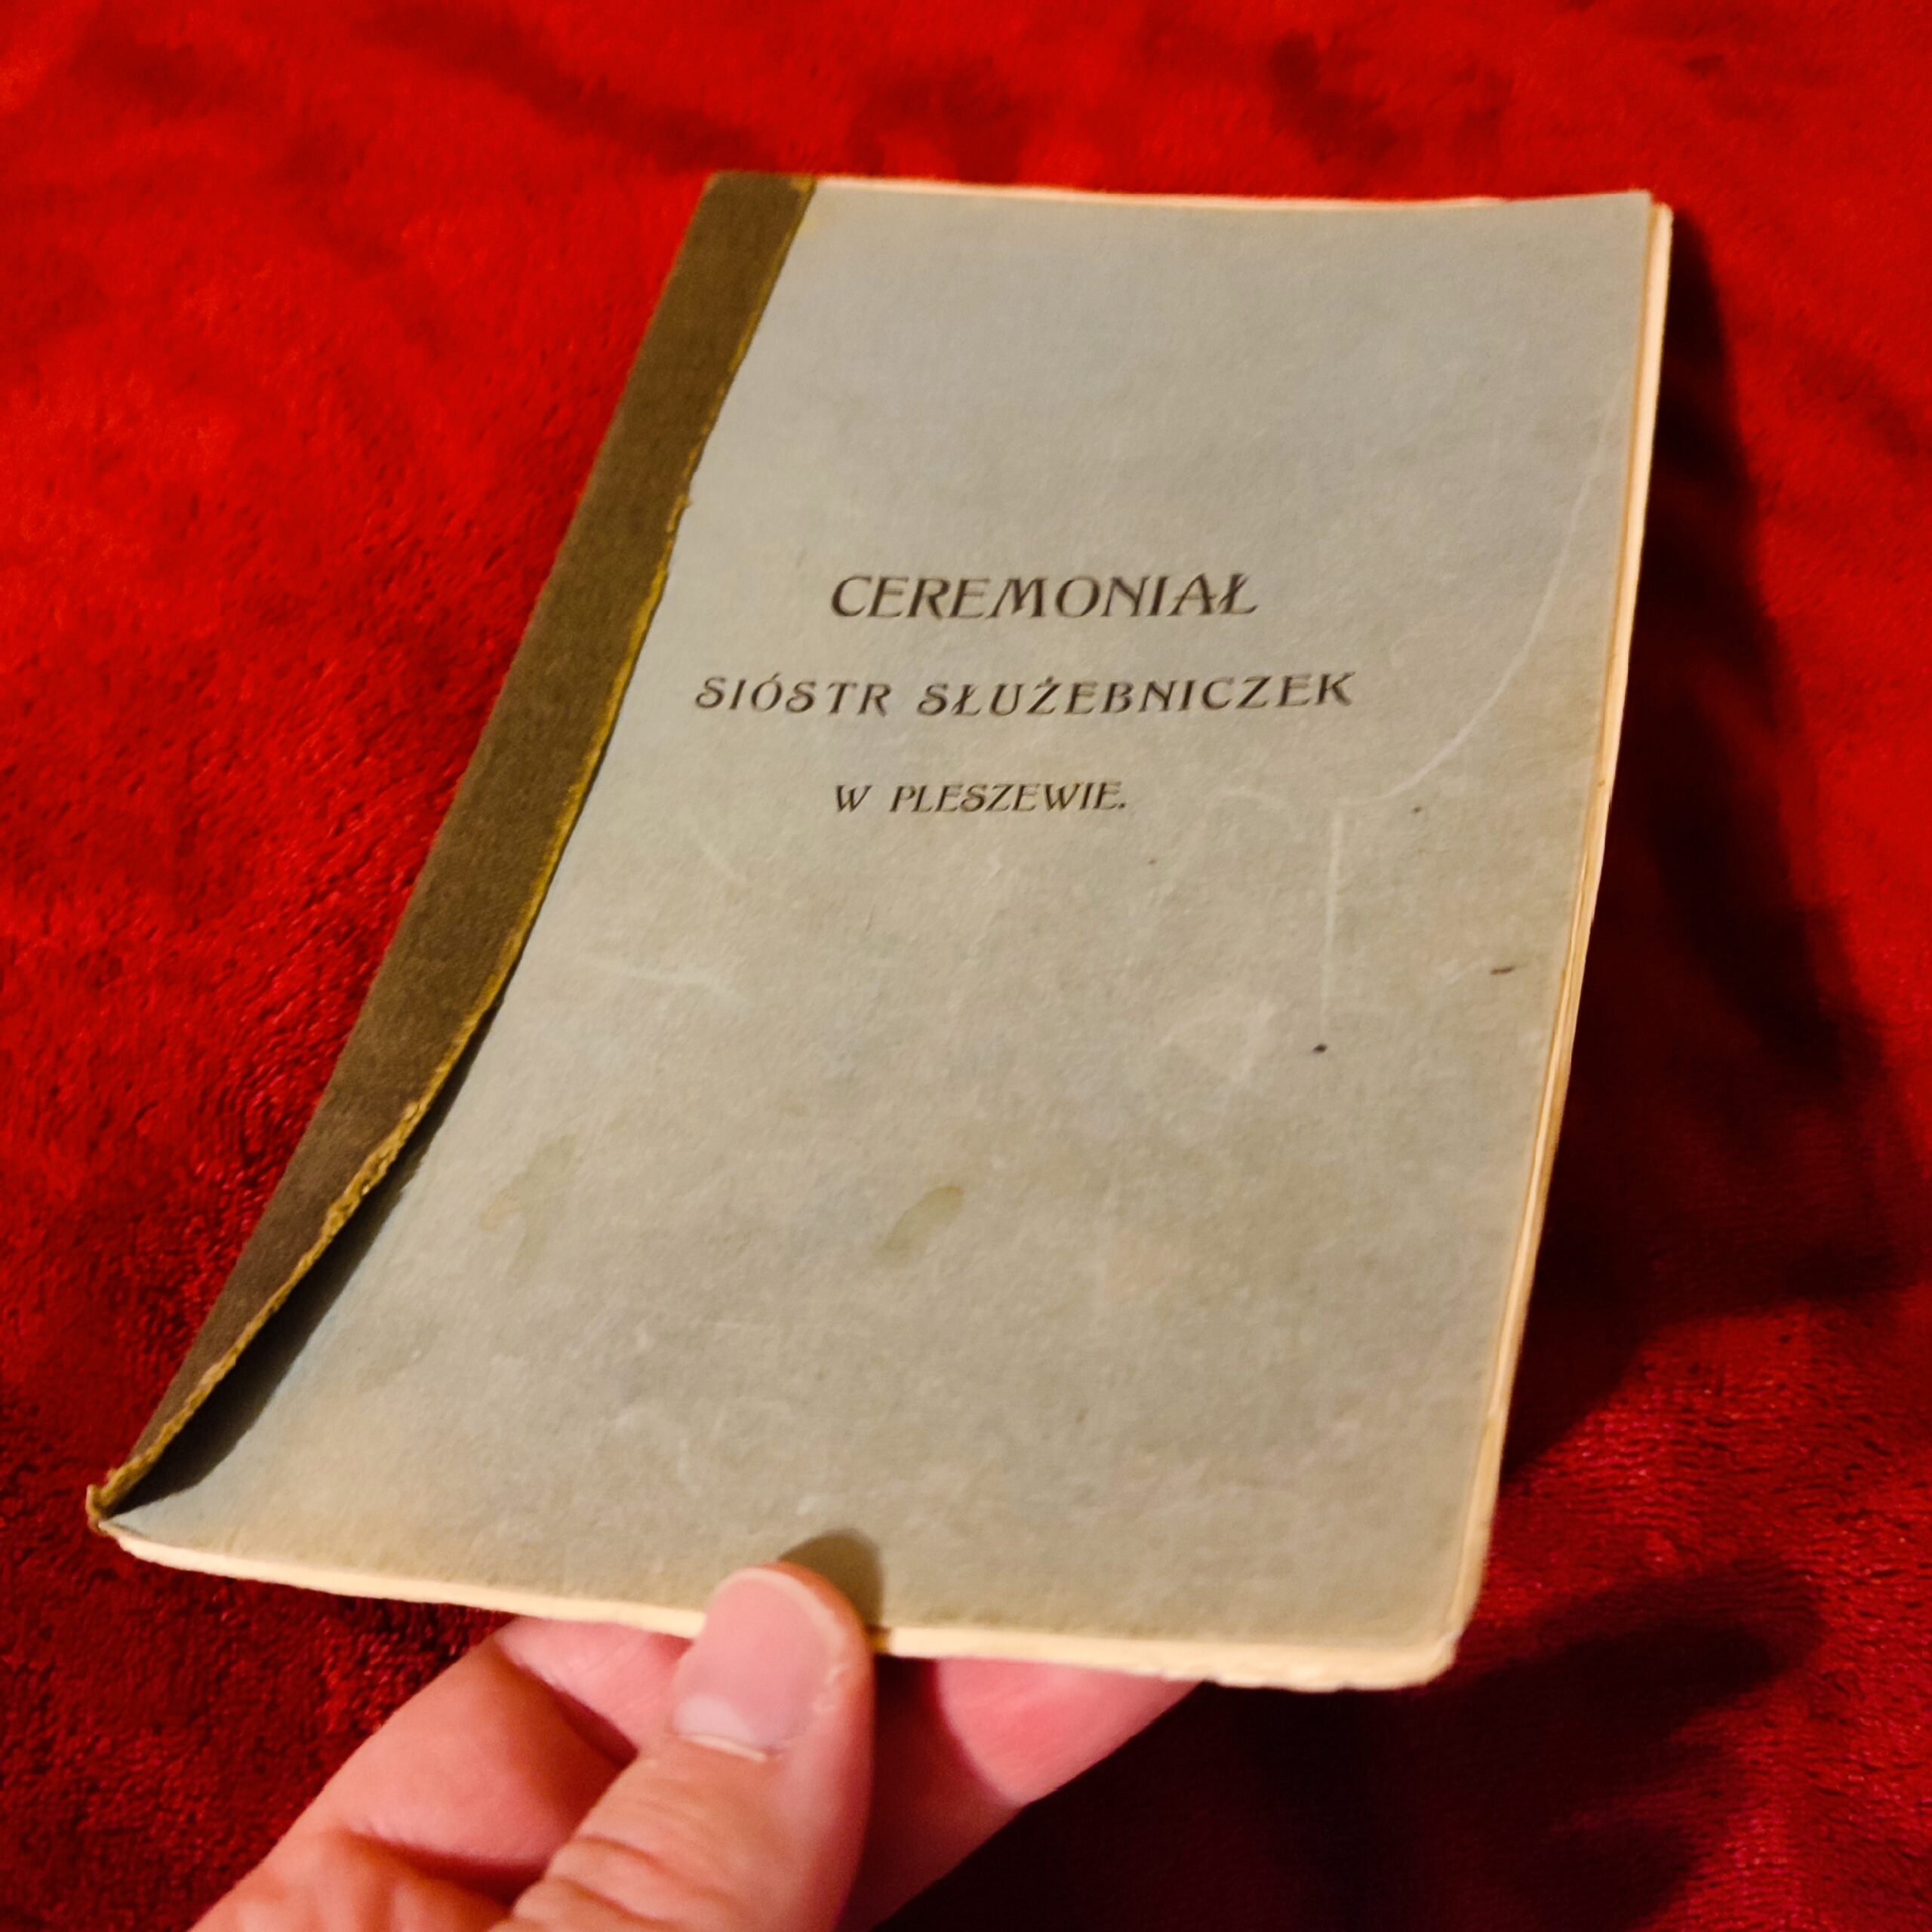 CEREMONIAŁ
SIÓSTR SŁUŻEBNICZEK
W PLESZEWIE.